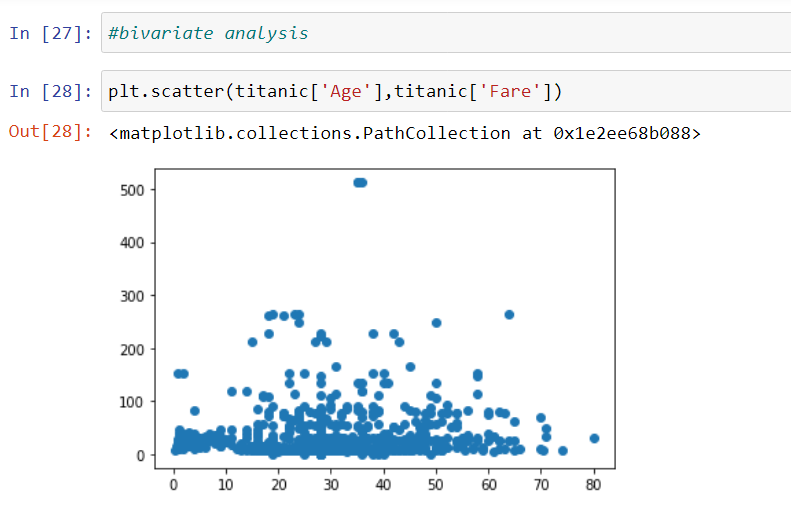 In [27]: #bivariate analysis
In [28]: plt.scatter(titanic['Age'],titanic['Fare'])
Out[28]: <matplotlib.collections.PathCollection at 0x1e2ee68b088>
500
400
300
200
100
0
0 10 20 30 40 50 60 70 80